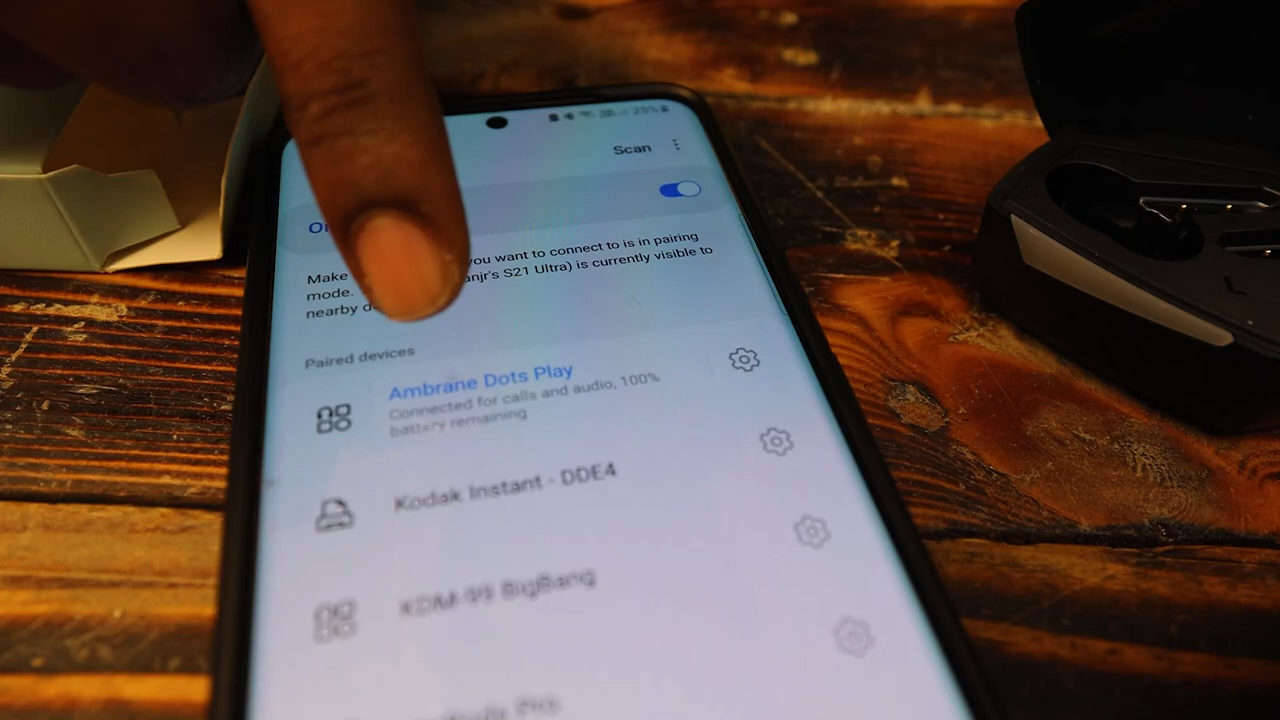 25%
Scan
Make you want to connect to is in pairing
mode. anjr's S21 Ultra) is currently visible to
nearby
Paired devices
Ambrane Dots Play
Connected for calls and audio, 100%
battery remaining
Kodak Instant - DDE4
KDM-99 BigBang
Pro